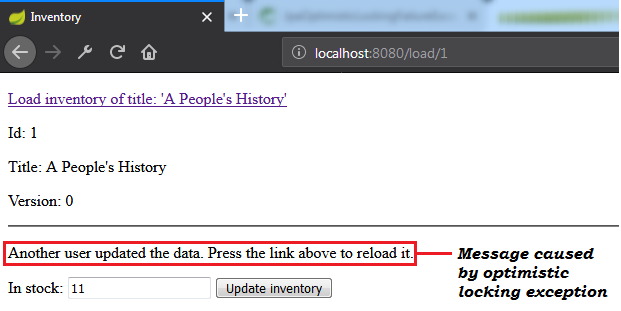 Inventory
localhost:8080/load/1
Load inventory of title: 'A People's History'
Id: 1
Title: A People's History
Version: 0
Another user updated the data. Press the link above to reload it.
Message caused
by optimistic
locking exception
In stock: 11 Update inventory